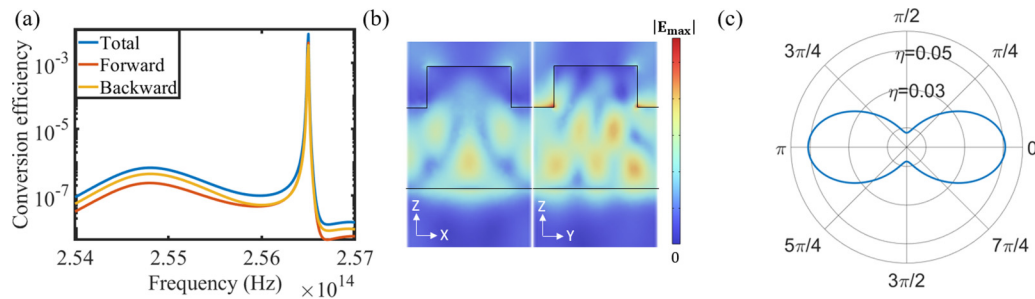 (a)
Total
Forward
Backward
Conversion efficiency
10⁻³
10⁻⁵
10⁻⁷
2.54
2.55
2.56
2.57
Frequency (Hz)
×10¹⁴
(b)
|E_max|
0
Z
X
Z
Y
(c)
π/2
3π/4
π/4
η=0.05
η=0.03
π
0
5π/4
7π/4
3π/2